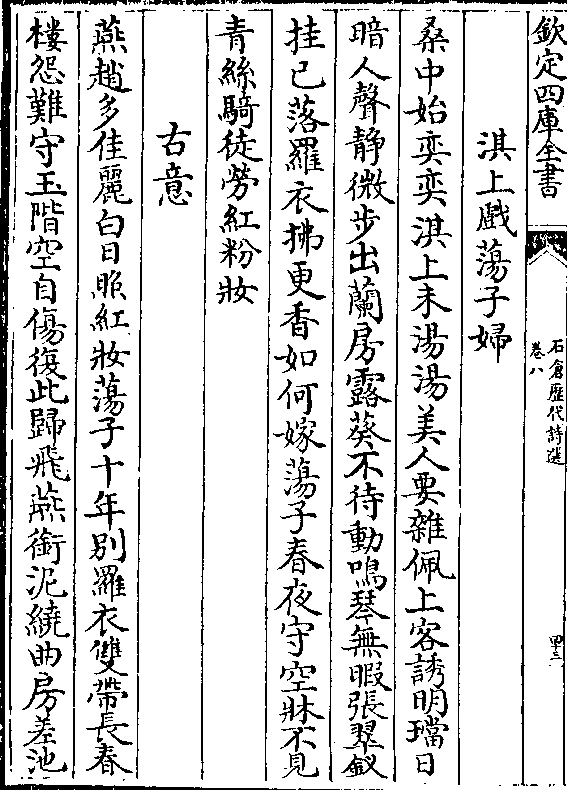 欽定四庫全書
石倉歷代詩選
卷八
四三
淇上戲蕩子婦
桑中始奕奕淇上未湯湯美人要雜佩上客誘明璫日
暗人聲静微步出蘭房露葵不待動鳴琴無暇張翠釵
挂已落羅衣拂更香如何嫁蕩子春夜守空牀不見
青絲騎徒勞紅粉妝
古意
燕趙多佳麗白日照紅妝蕩子十年别羅衣雙帶長春
樓怨難守玉階空自傷復此歸飛燕銜泥繞曲房差池